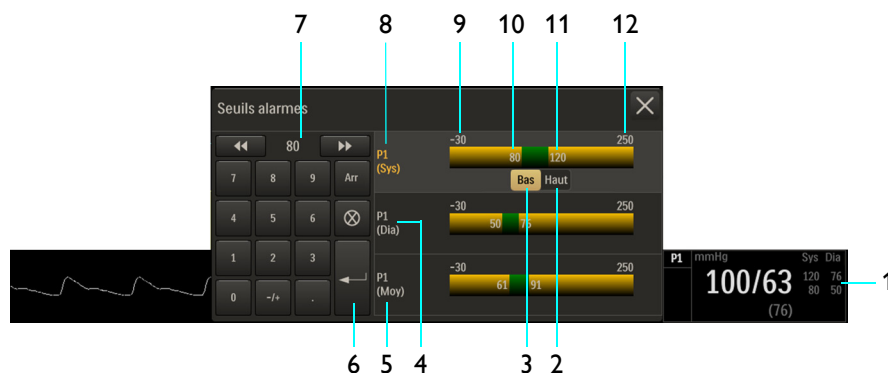 7 8 9 10 11 12
Seuils alarmes
80
7 8 9 Arr
4 5 6
1 2 3
0 -/+ .
P1
(Sys)
-30 250
80 120
Bas Haut
P1
(Dia)
-30 250
50 75
P1
(Moy)
-30 250
61 91
P1 mmHg Sys Dia
100/63 120 76
80 50
(76)
1
6 5 4 3 2